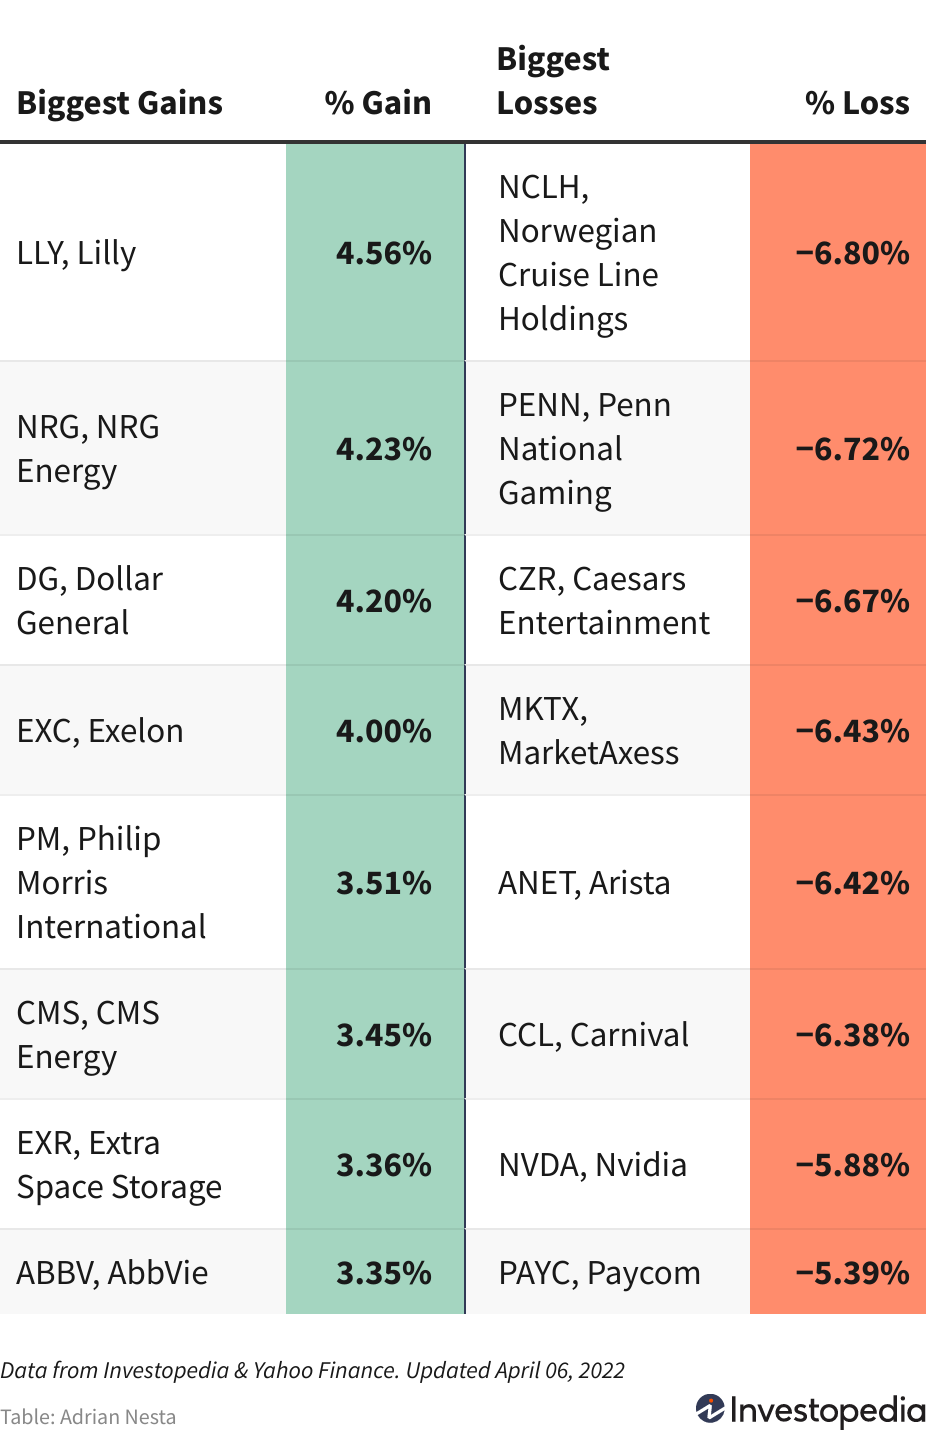 Biggest Gains % Gain Biggest
Losses % Loss
LLY, Lilly 4.56% NCLH,
Norwegian
Cruise Line
Holdings −6.80%
NRG, NRG
Energy 4.23% PENN, Penn
National
Gaming −6.72%
DG, Dollar
General 4.20% CZR, Caesars
Entertainment −6.67%
EXC, Exelon 4.00% MKTX,
MarketAxess −6.43%
PM, Philip
Morris
International 3.51% ANET, Arista −6.42%
CMS, CMS
Energy 3.45% CCL, Carnival −6.38%
EXR, Extra
Space Storage 3.36% NVDA, Nvidia −5.88%
ABBV, AbbVie 3.35% PAYC, Paycom −5.39%
Data from Investopedia & Yahoo Finance. Updated April 06, 2022
Table: Adrian Nesta
Investopedia